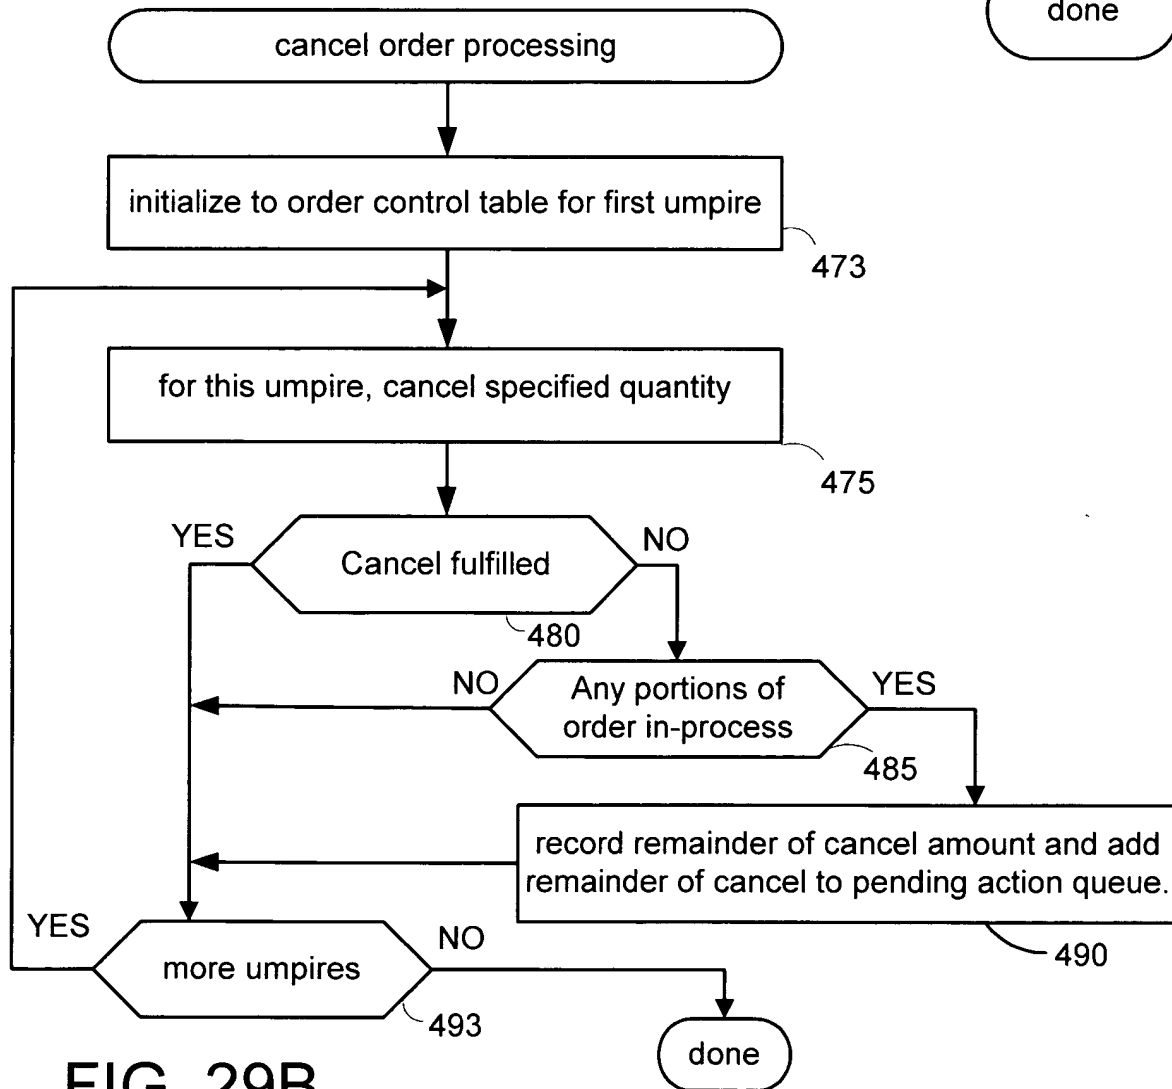 done
cancel order processing
initialize to order control table for first umpire
473
for this umpire, cancel specified quantity
475
YES
NO
Cancel fulfilled
480
NO
Any portions of
order in-process
YES
485
record remainder of cancel amount and add
remainder of cancel to pending action queue.
490
YES
more umpires
NO
493
done
FIG. 29B